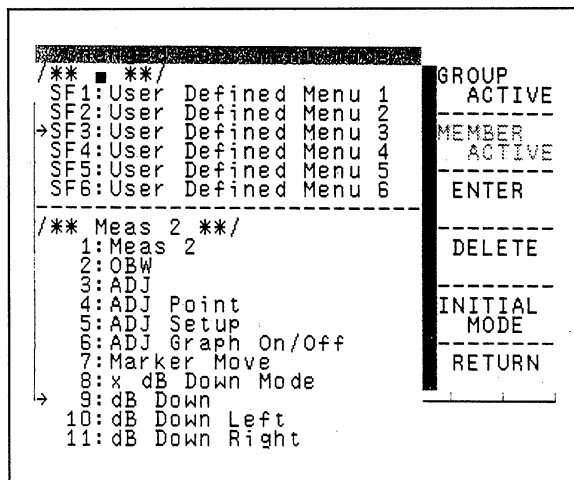 /** ■ **/
SF1:User Defined Menu 1
SF2:User Defined Menu 2
→SF3:User Defined Menu 3
SF4:User Defined Menu 4
SF5:User Defined Menu 5
SF6:User Defined Menu 6
/** Meas 2 **/
1:Meas 2
2:OBW
3:ADJ
4:ADJ Point
5:ADJ Setup
6:ADJ Graph On/Off
7:Marker Move
8:x dB Down Mode
→ 9:dB Down
10:dB Down Left
11:dB Down Right
GROUP
ACTIVE
MEMBER
ACTIVE
ENTER
DELETE
INITIAL
MODE
RETURN